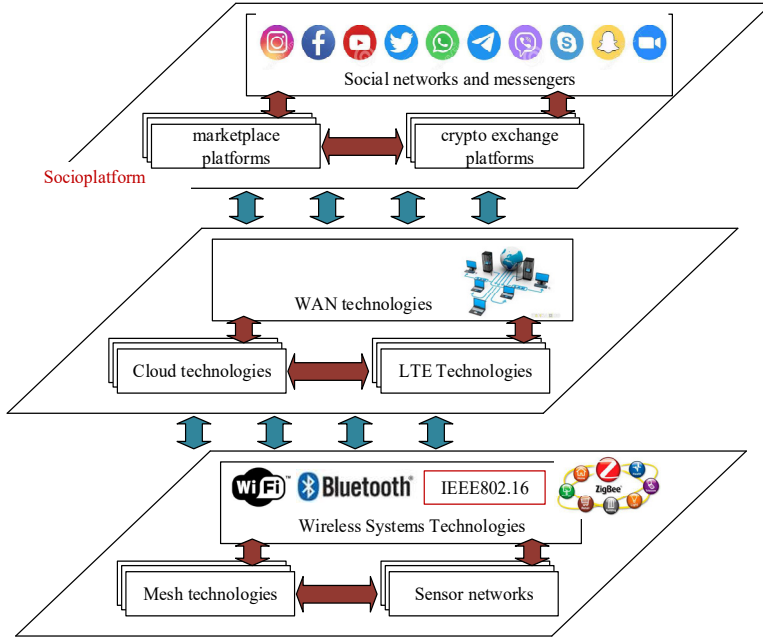 Social networks and messengers
marketplace
platforms
crypto exchange
platforms
Socioplatform
WAN technologies
Cloud technologies
LTE Technologies
WiFi™
Bluetooth®
IEEE802.16
ZigBee
Wireless Systems Technologies
Mesh technologies
Sensor networks